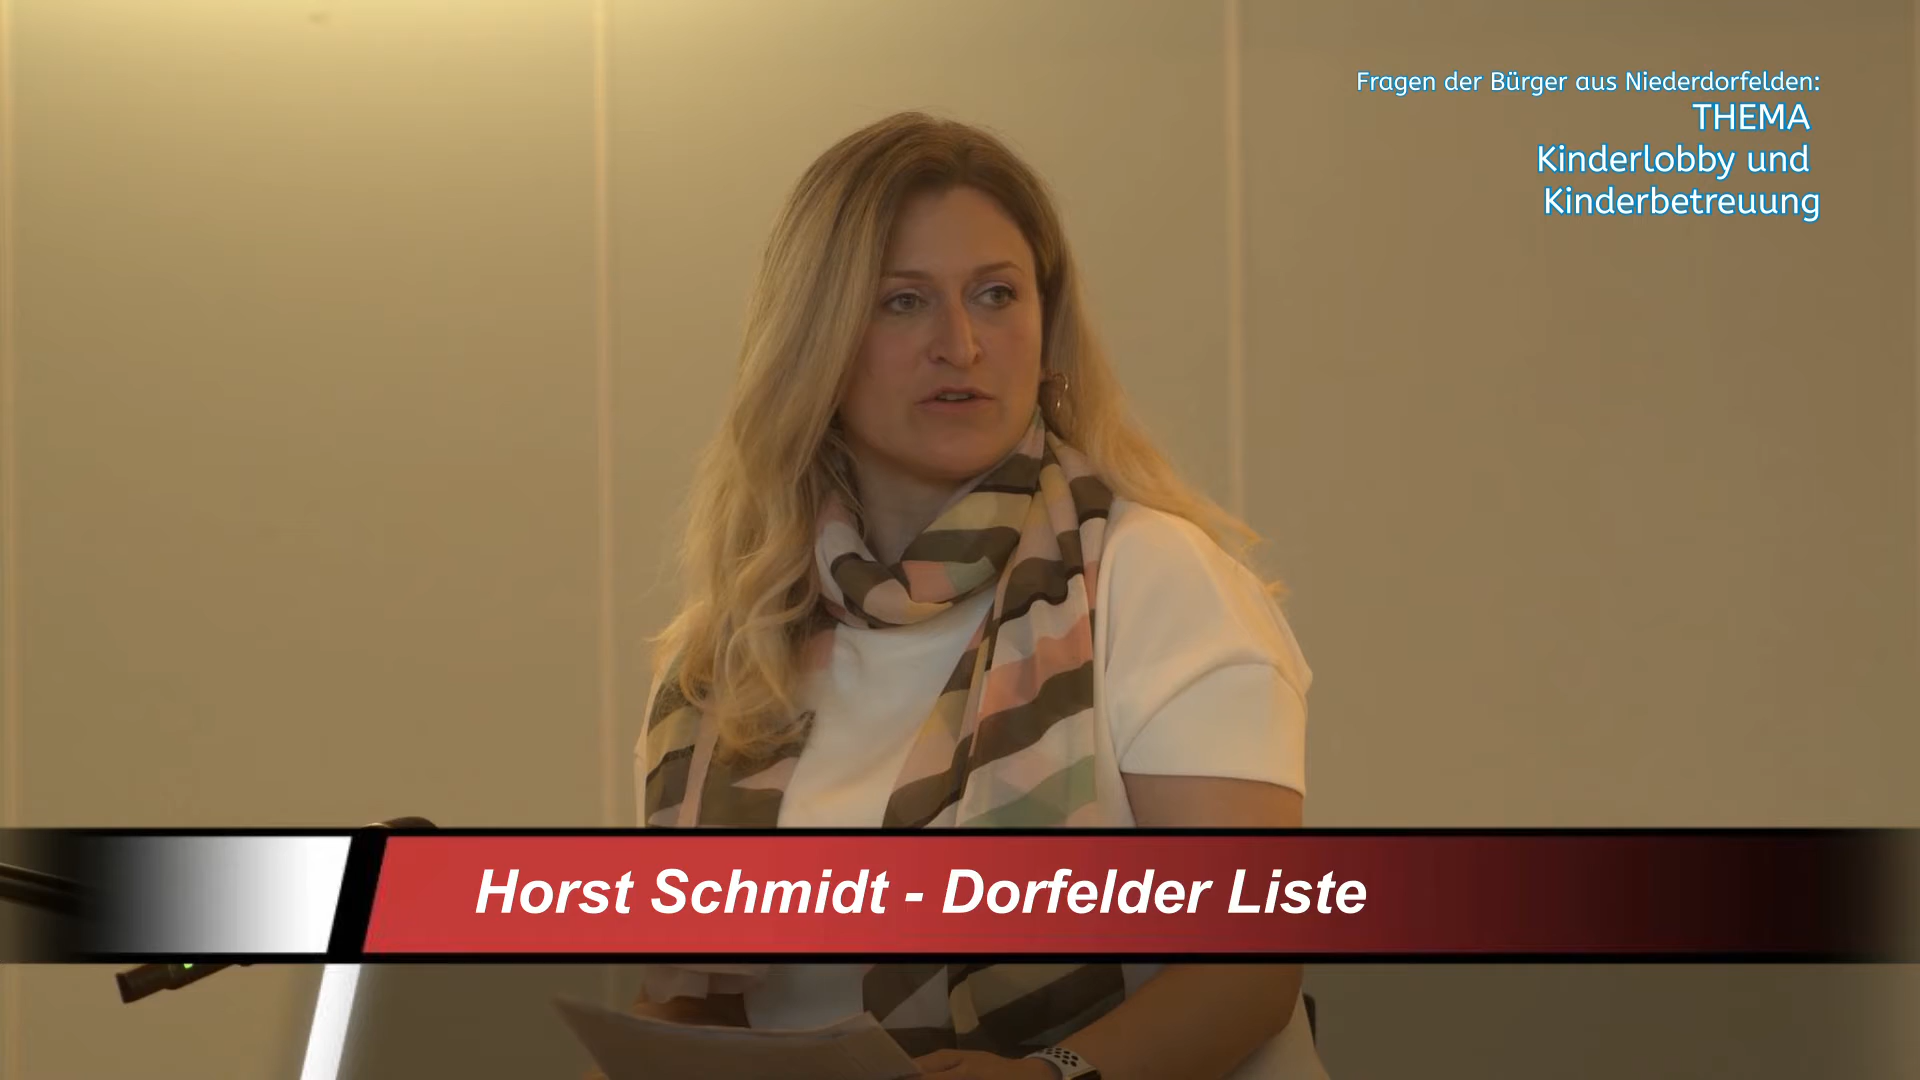 Fragen der Bürger aus Niederdorfelden:
THEMA
Kinderlobby und
Kinderbetreuung
Horst Schmidt - Dorfelder Liste